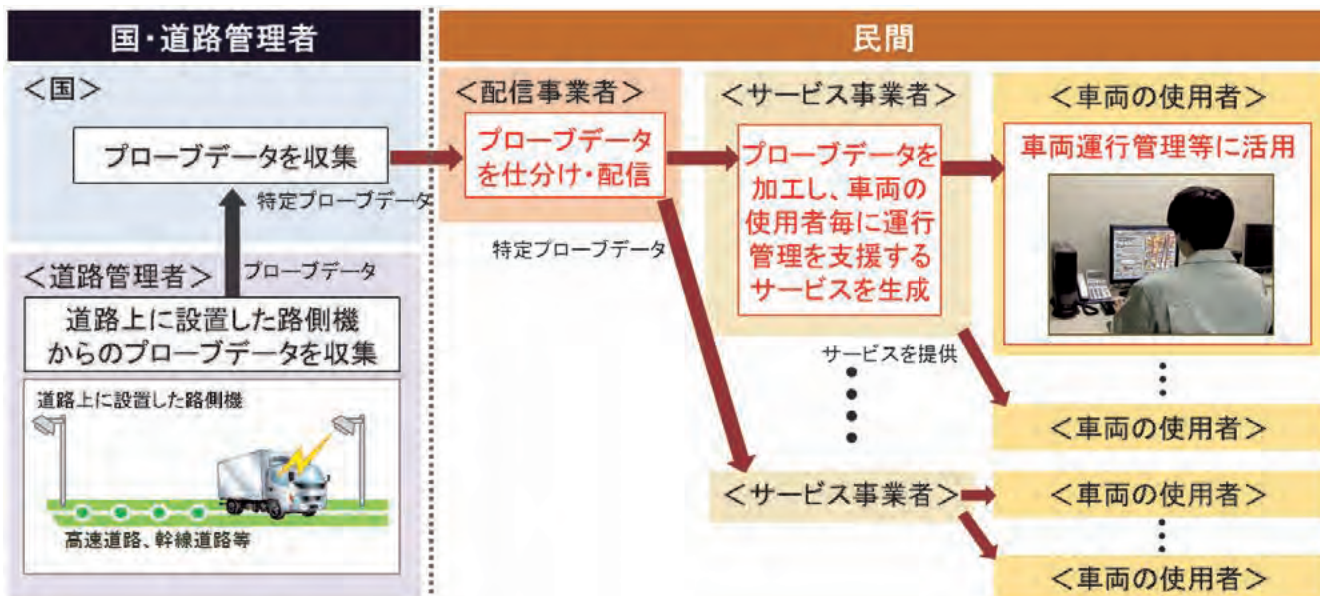 国・道路管理者
民間
＜国＞
プローブデータを収集
特定プローブデータ
＜道路管理者＞
プローブデータ
道路上に設置した路側機
からのプローブデータを収集
道路上に設置した路側機
高速道路、幹線道路等
＜配信事業者＞
プローブデータ
を仕分け・配信
特定プローブデータ
＜サービス事業者＞
プローブデータを
加工し、車両の
使用者毎に運行
管理を支援する
サービスを生成
サービスを提供
＜サービス事業者＞
＜車両の使用者＞
車両運行管理等に活用
＜車両の使用者＞
＜車両の使用者＞
＜車両の使用者＞